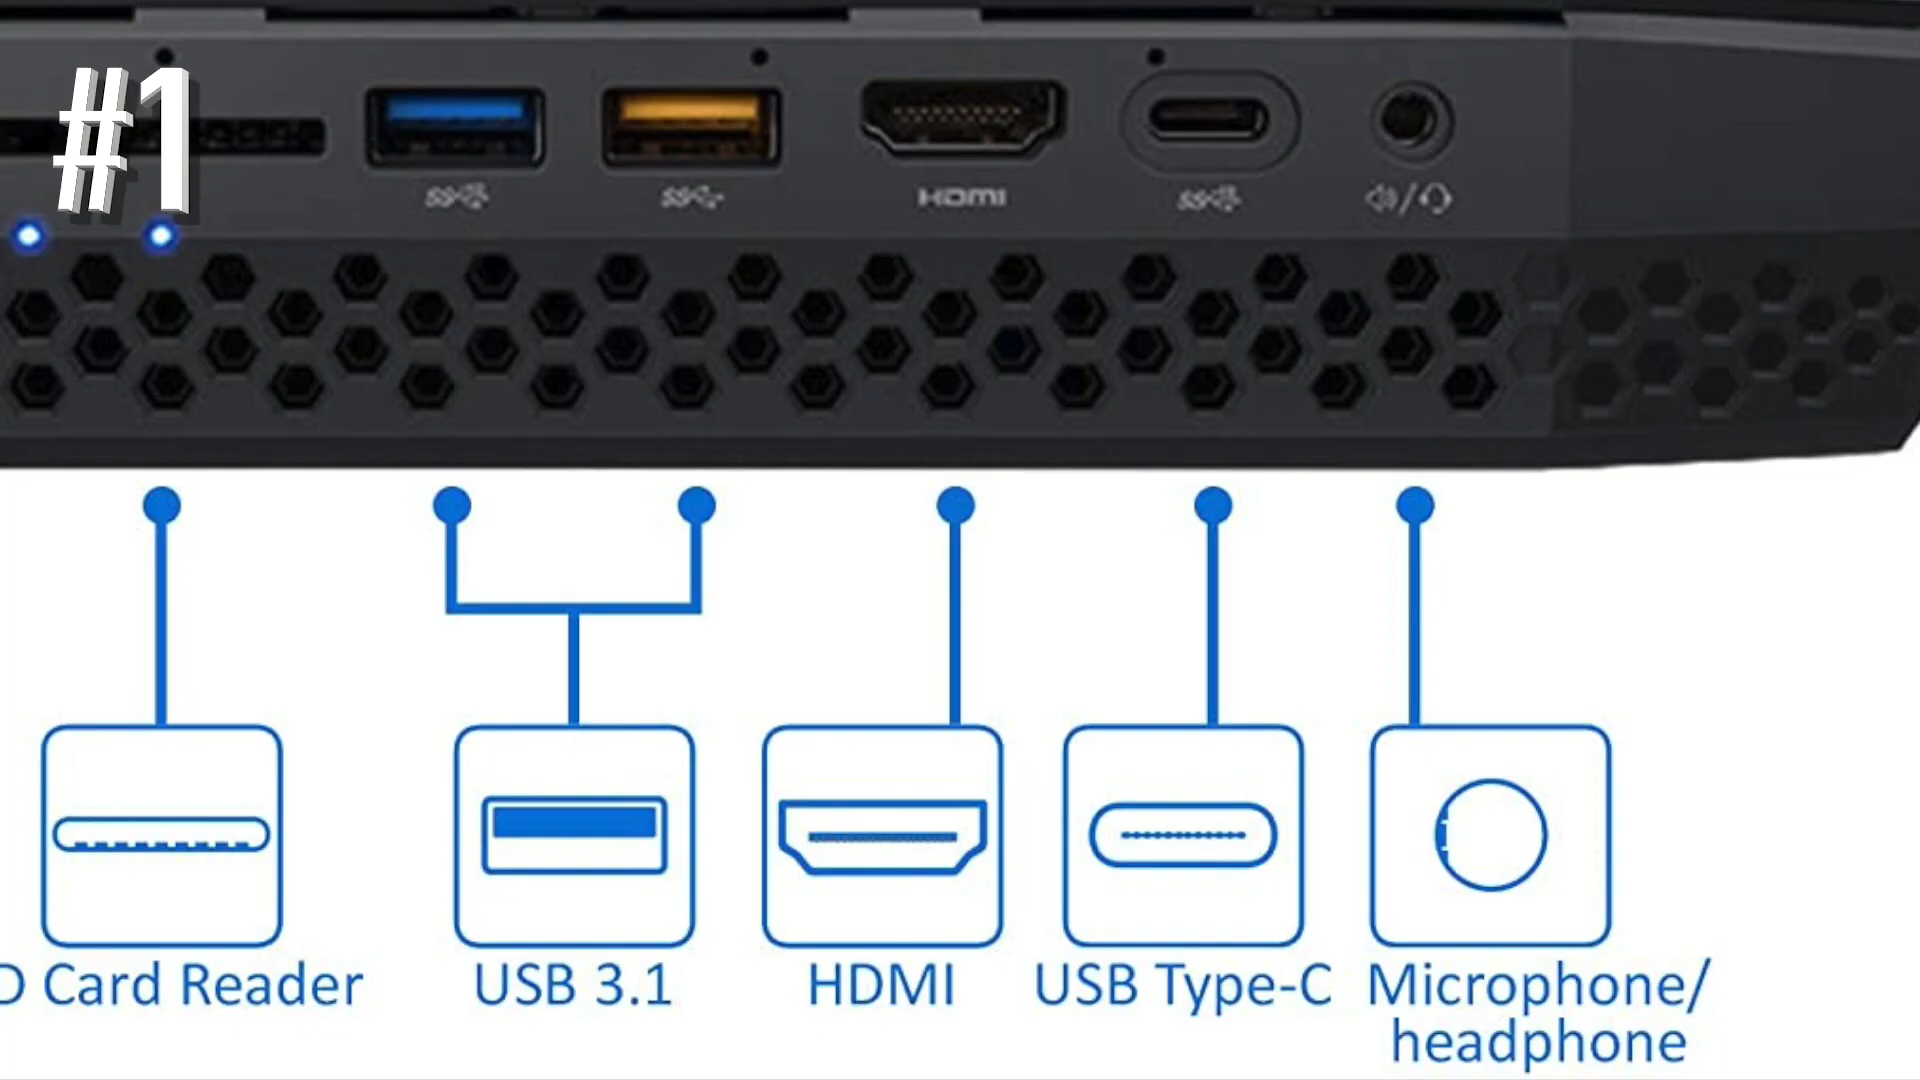 #1
HDMI
D Card Reader
USB 3.1
HDMI
USB Type-C
Microphone/
headphone